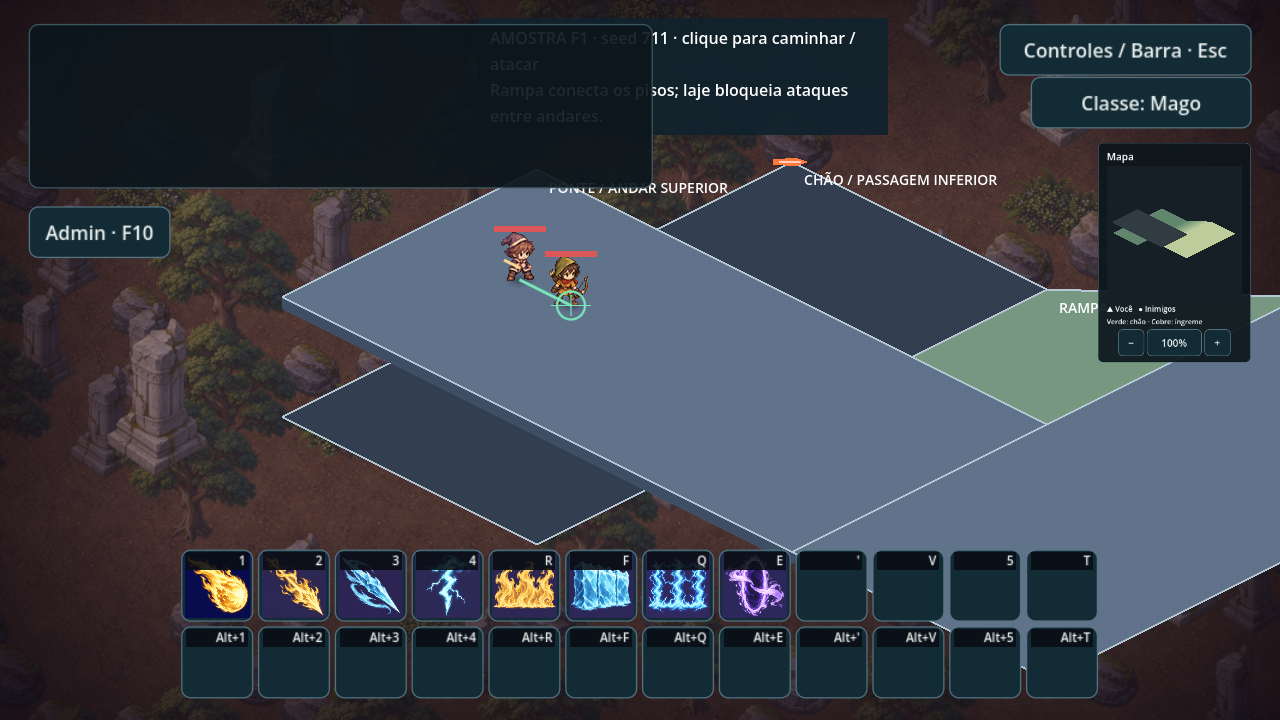 AMOSTRA F1 · seed 711 · clique para caminhar /
atacar
Rampa conecta os pisos; laje bloqueia ataques
entre andares.
Controles / Barra · Esc
Classe: Mago
Mapa
CHÃO / PASSAGEM INFERIOR
PONTE / ANDAR SUPERIOR
Admin · F10
RAMP
▲ Você ● Inimigos
Verde: chão · Cobre: íngreme
− 100% +
1 2 3 4 R F Q E ' V 5 T
Alt+1 Alt+2 Alt+3 Alt+4 Alt+R Alt+F Alt+Q Alt+E Alt+' Alt+V Alt+5 Alt+T